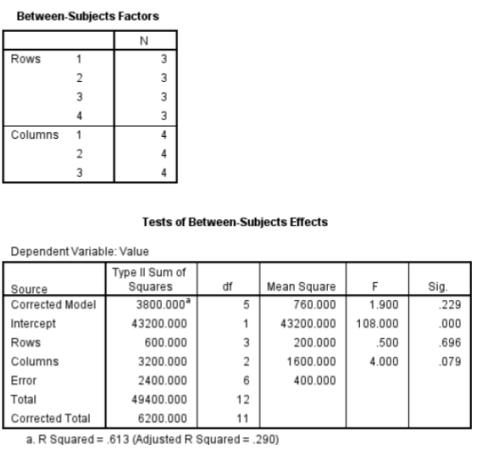 Between-Subjects Factors
N
Rows 1 3
2 3
3 3
4 3
Columns 1 4
2 4
3 4
Tests of Between-Subjects Effects
Dependent Variable: Value
Source Type II Sum of Squares df Mean Square F Sig.
Corrected Model 3800.000a 5 760.000 1.900 .229
Intercept 43200.000 1 43200.000 108.000 .000
Rows 600.000 3 200.000 .500 .696
Columns 3200.000 2 1600.000 4.000 .079
Error 2400.000 6 400.000
Total 49400.000 12
Corrected Total 6200.000 11
a. R Squared = .613 (Adjusted R Squared = .290)